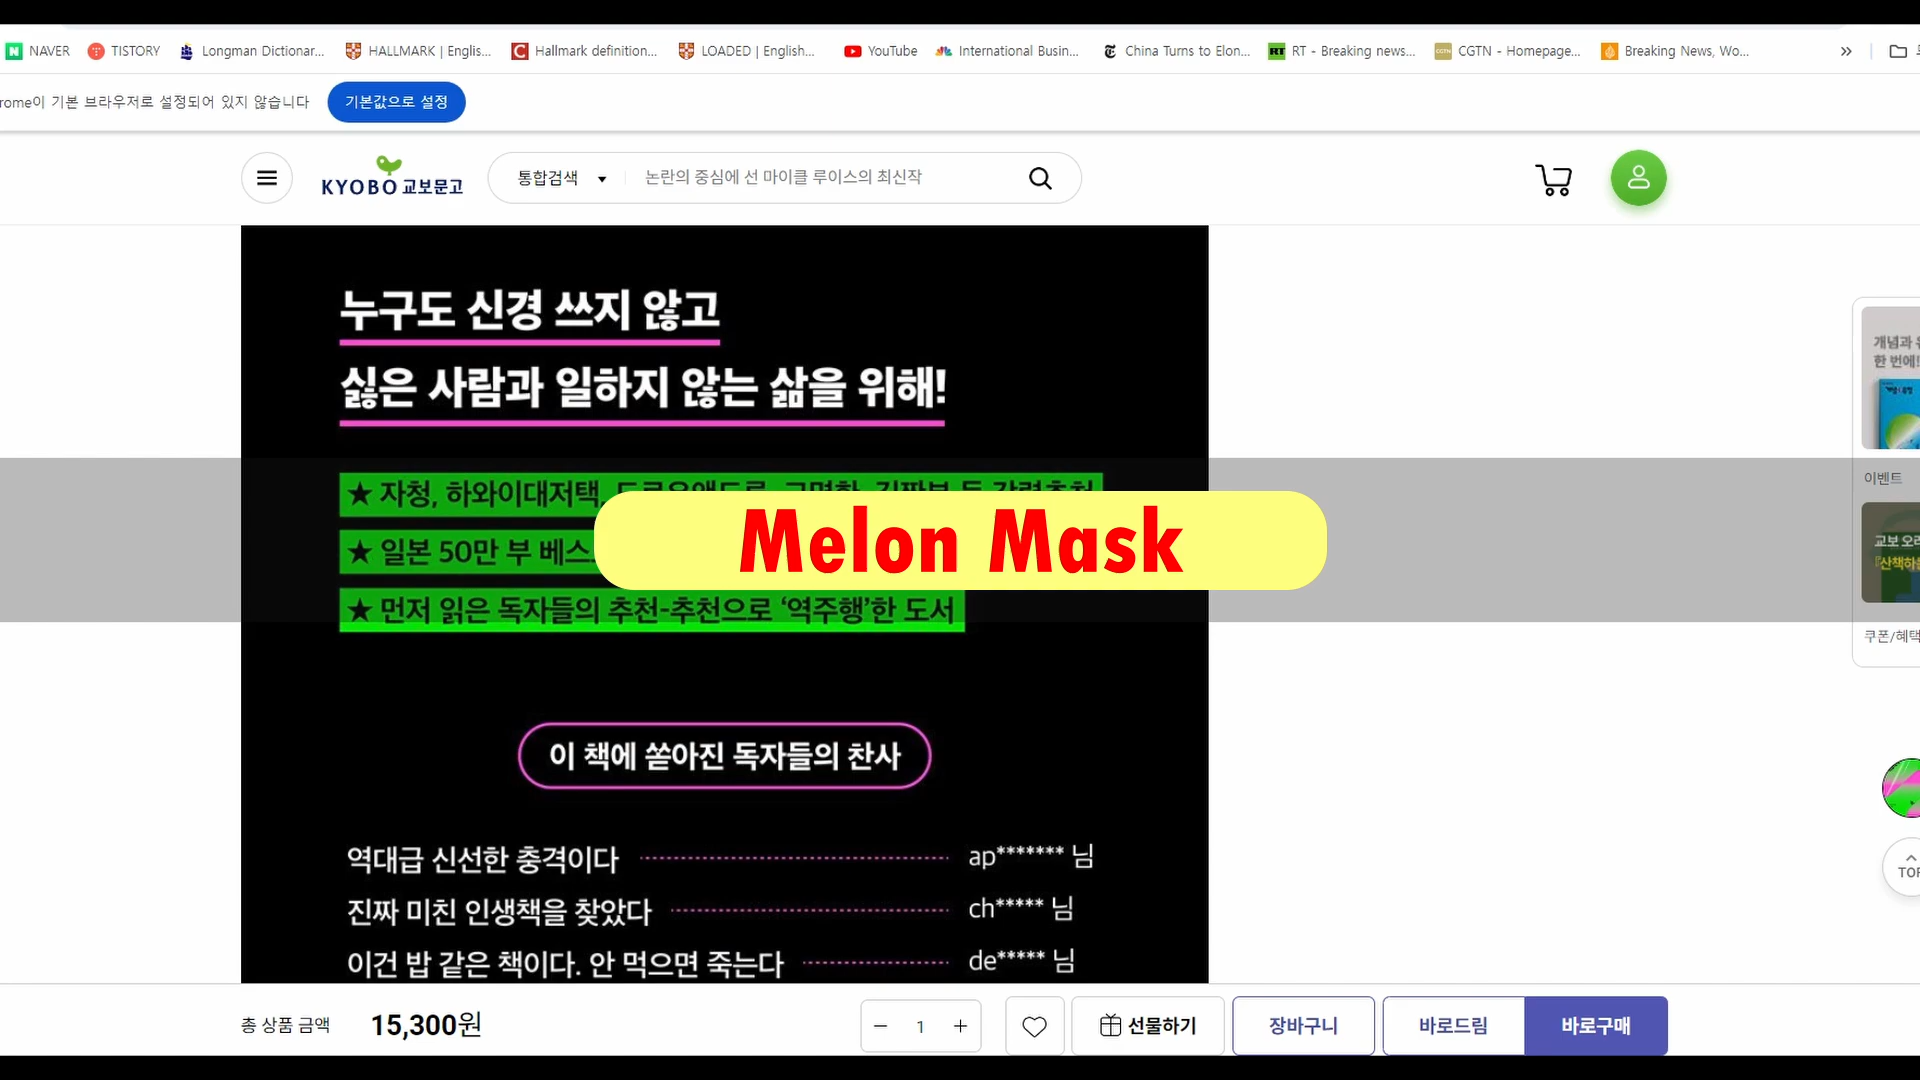 NAVER TISTORY Longman Dictionar... HALLMARK | Englis... Hallmark definition... LOADED | English... YouTube International Busin... China Turns to Elon... RT - Breaking news... CGTN - Homepage... Breaking News, Wo... »
rome이 기본 브라우저로 설정되어 있지 않습니다 기본값으로 설정
KYOBO 교보문고 통합검색 논란의 중심에 선 마이클 루이스의 최신작
누구도 신경 쓰지 않고
싫은 사람과 일하지 않는 삶을 위해!
★ 자청, 하와이대저택,
★ 일본 50만 부 베스
Melon Mask
★ 먼저 읽은 독자들의 추천-추천으로 '역주행'한 도서
이 책에 쏟아진 독자들의 찬사
역대급 신선한 충격이다 ap******* 님
진짜 미친 인생책을 찾았다 ch***** 님
이건 밥 같은 책이다. 안 먹으면 죽는다 de***** 님
개념과
한 번에!
이벤트
교보 오리
쿠폰/혜택
TOP
총 상품 금액 15,300원 − 1 + 선물하기 장바구니 바로드림 바로구매